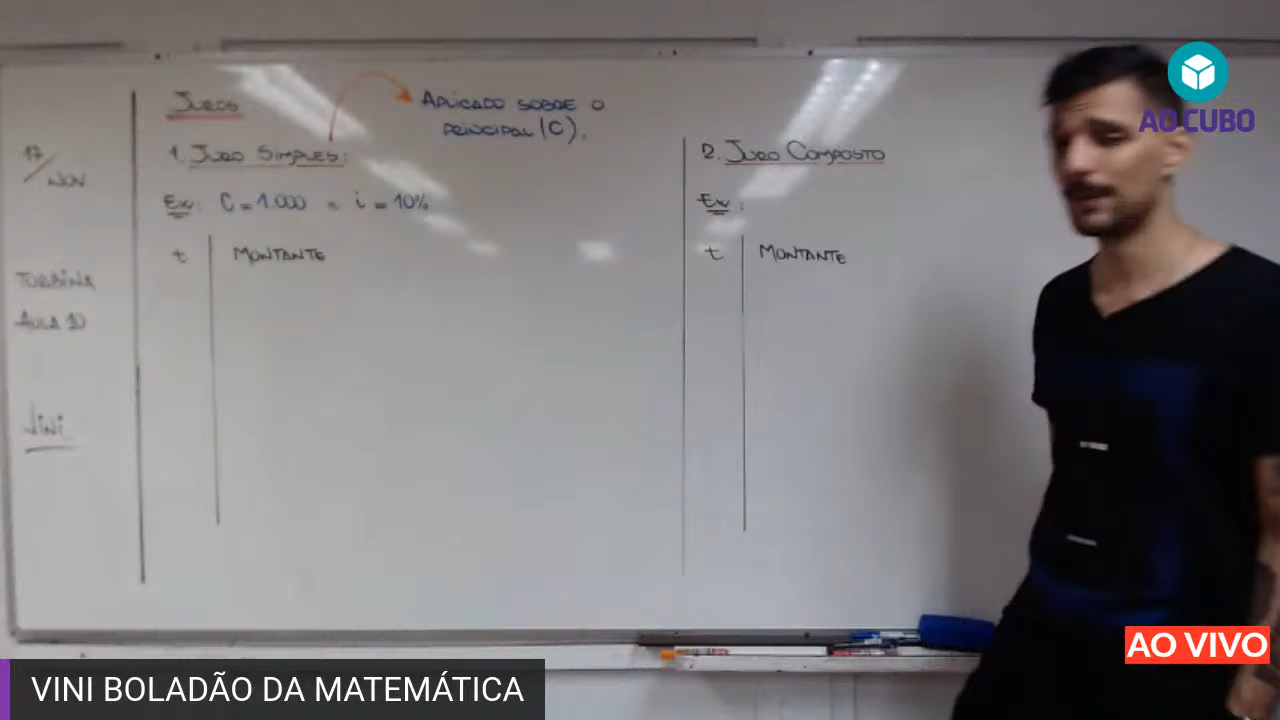 17/NOV.
TURBINA
AULA 10
VINI
JUROS
APLICADO SOBRE O
PRINCIPAL (C).
1. JURO SIMPLES:
Ex: C = 1.000 e i = 10%
t MONTANTE
2. JURO COMPOSTO
Ex:
t MONTANTE
AO CUBO
AO VIVO
VINI BOLADÃO DA MATEMÁTICA